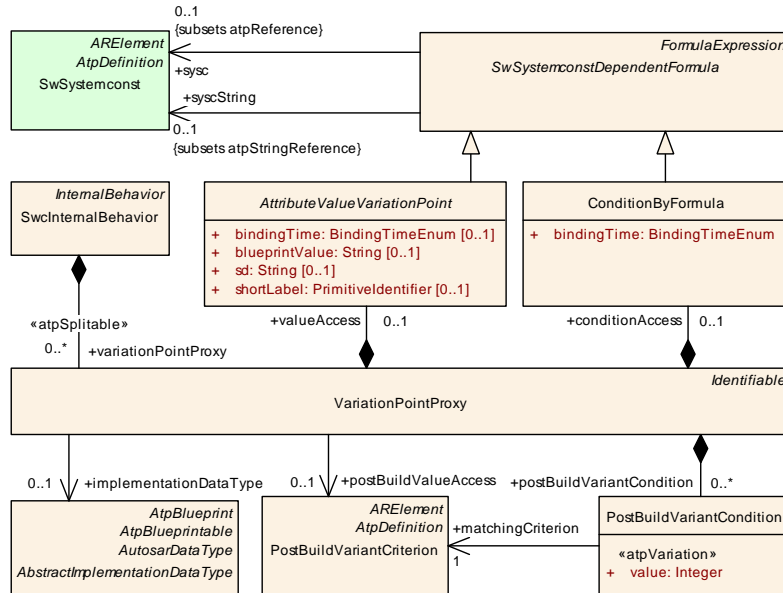 0..1
{subsets atpReference}
ARElement
AtpDefinition
SwSystemconst
+sysc
+syscString
0..1
{subsets atpStringReference}
FormulaExpression
SwSystemconstDependentFormula
InternalBehavior
SwcInternalBehavior
AttributeValueVariationPoint
+ bindingTime: BindingTimeEnum [0..1]
+ blueprintValue: String [0..1]
+ sd: String [0..1]
+ shortLabel: PrimitiveIdentifier [0..1]
ConditionByFormula
+ bindingTime: BindingTimeEnum
«atpSplitable»
0..*
+variationPointProxy
+valueAccess
0..1
+conditionAccess
0..1
Identifiable
VariationPointProxy
0..1
+implementationDataType
0..1
+postBuildValueAccess
+postBuildVariantCondition
0..*
AtpBlueprint
AtpBlueprintable
AutosarDataType
AbstractImplementationDataType
ARElement
AtpDefinition
PostBuildVariantCriterion
+matchingCriterion
1
PostBuildVariantCondition
«atpVariation»
+ value: Integer